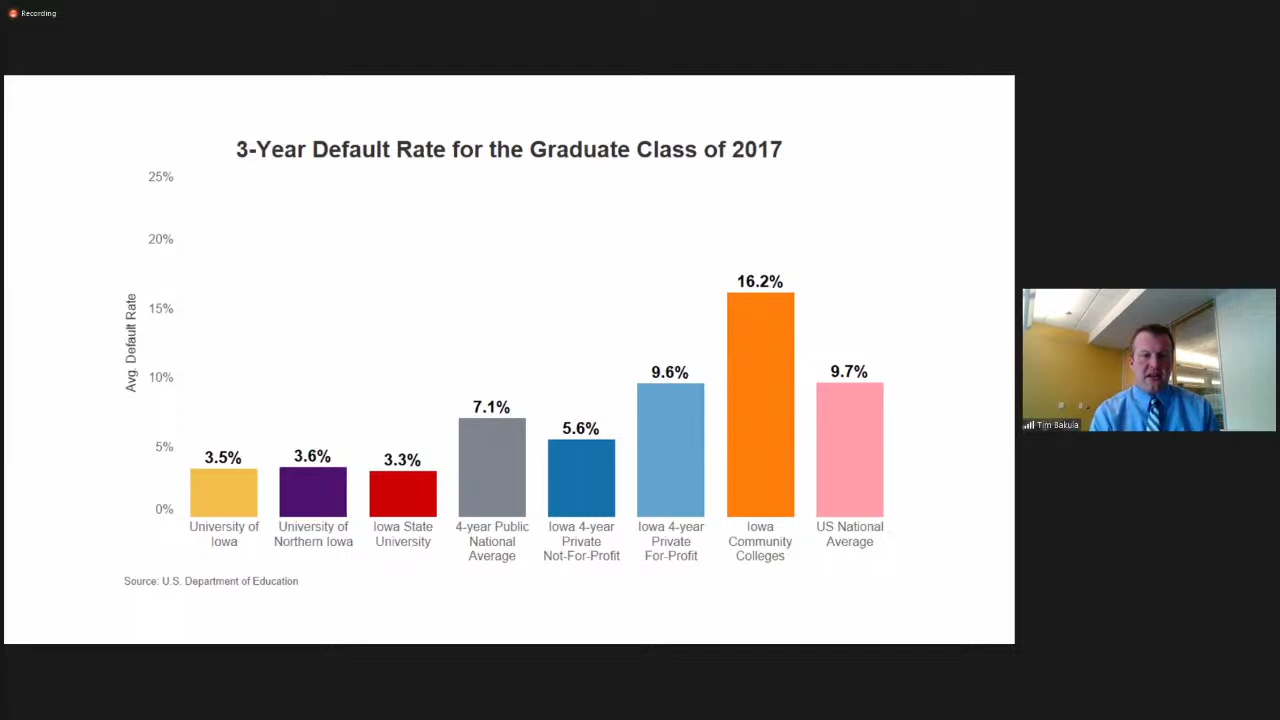 Recording
3-Year Default Rate for the Graduate Class of 2017
25%
20%
15%
10%
5%
0%
Avg. Default Rate
3.5%
3.6%
3.3%
7.1%
5.6%
9.6%
16.2%
9.7%
University of
Iowa
University of
Northern Iowa
Iowa State
University
4-year Public
National
Average
Iowa 4-year
Private
Not-For-Profit
Iowa 4-year
Private
For-Profit
Iowa
Community
Colleges
US National
Average
Source: U.S. Department of Education
Tim Bakula